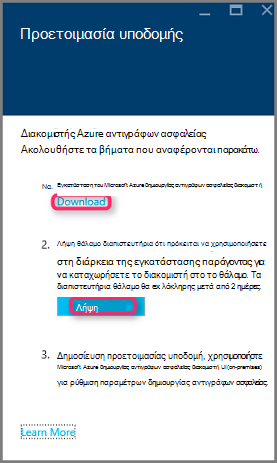 Προετοιμασία υποδομής
Διακομιστής Azure αντιγράφων ασφαλείας
Ακολουθήστε τα βήματα που αναφέρονται παρακάτω.
Να. Εγκατάσταση του Microsoft Azure δημιουργίας αντιγράφων ασφαλείας διακομιστή
Download
2. Λήψη θάλαμο διαπιστευτήρια ότι πρόκειται να χρησιμοποιήσετε
στη διάρκεια της εγκατάστασης παράγοντας για
να καταχωρήσετε το διακομιστή στο το θάλαμο. Τα
διαπιστευτήρια θάλαμο θα ex λόκληρης μετά από 2 ημέρες.
Λήψη
3. Δημοσίευση προετοιμασίας υποδομή, χρησιμοποιήστε
Microsoft Azure δημιουργίας αντιγράφων ασφαλείας διακομιστή UI(on-premises)
για ρύθμιση παραμέτρων δημιουργίας αντιγράφων ασφαλείας.
Learn More